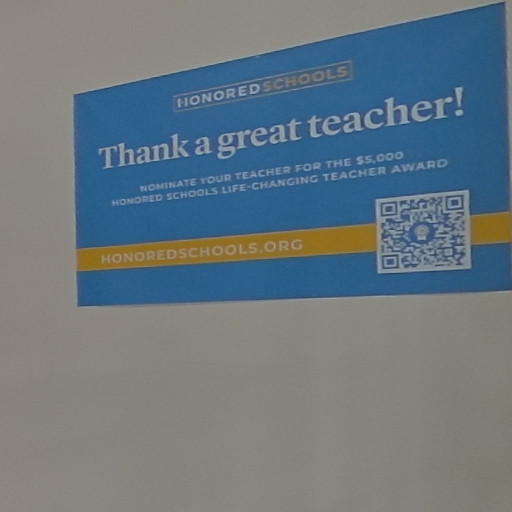 HONOREDSCHOOLS
Thank a great teacher!
NOMINATE YOUR TEACHER FOR THE $5,000
HONORED SCHOOLS LIFE-CHANGING TEACHER AWARD
HONOREDSCHOOLS.ORG